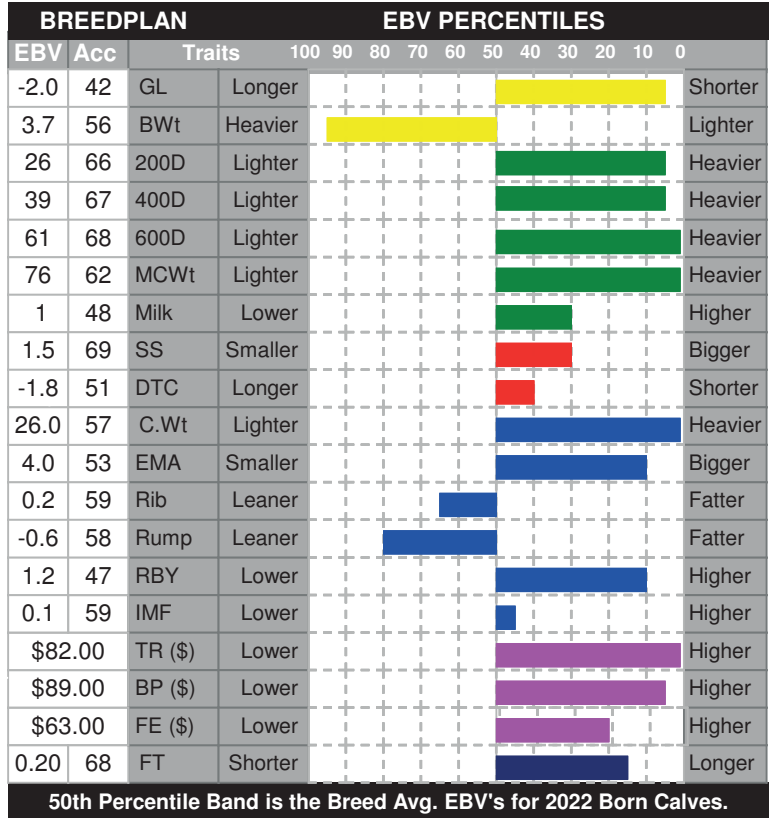 BREEDPLAN EBV PERCENTILES
EBV Acc Traits 100 90 80 70 60 50 40 30 20 10 0
-2.0 42 GL Longer Shorter
3.7 56 BWt Heavier Lighter
26 66 200D Lighter Heavier
39 67 400D Lighter Heavier
61 68 600D Lighter Heavier
76 62 MCWt Lighter Heavier
1 48 Milk Lower Higher
1.5 69 SS Smaller Bigger
-1.8 51 DTC Longer Shorter
26.0 57 C.Wt Lighter Heavier
4.0 53 EMA Smaller Bigger
0.2 59 Rib Leaner Fatter
-0.6 58 Rump Leaner Fatter
1.2 47 RBY Lower Higher
0.1 59 IMF Lower Higher
$82.00 TR ($) Lower Higher
$89.00 BP ($) Lower Higher
$63.00 FE ($) Lower Higher
0.20 68 FT Shorter Longer
50th Percentile Band is the Breed Avg. EBV's for 2022 Born Calves.